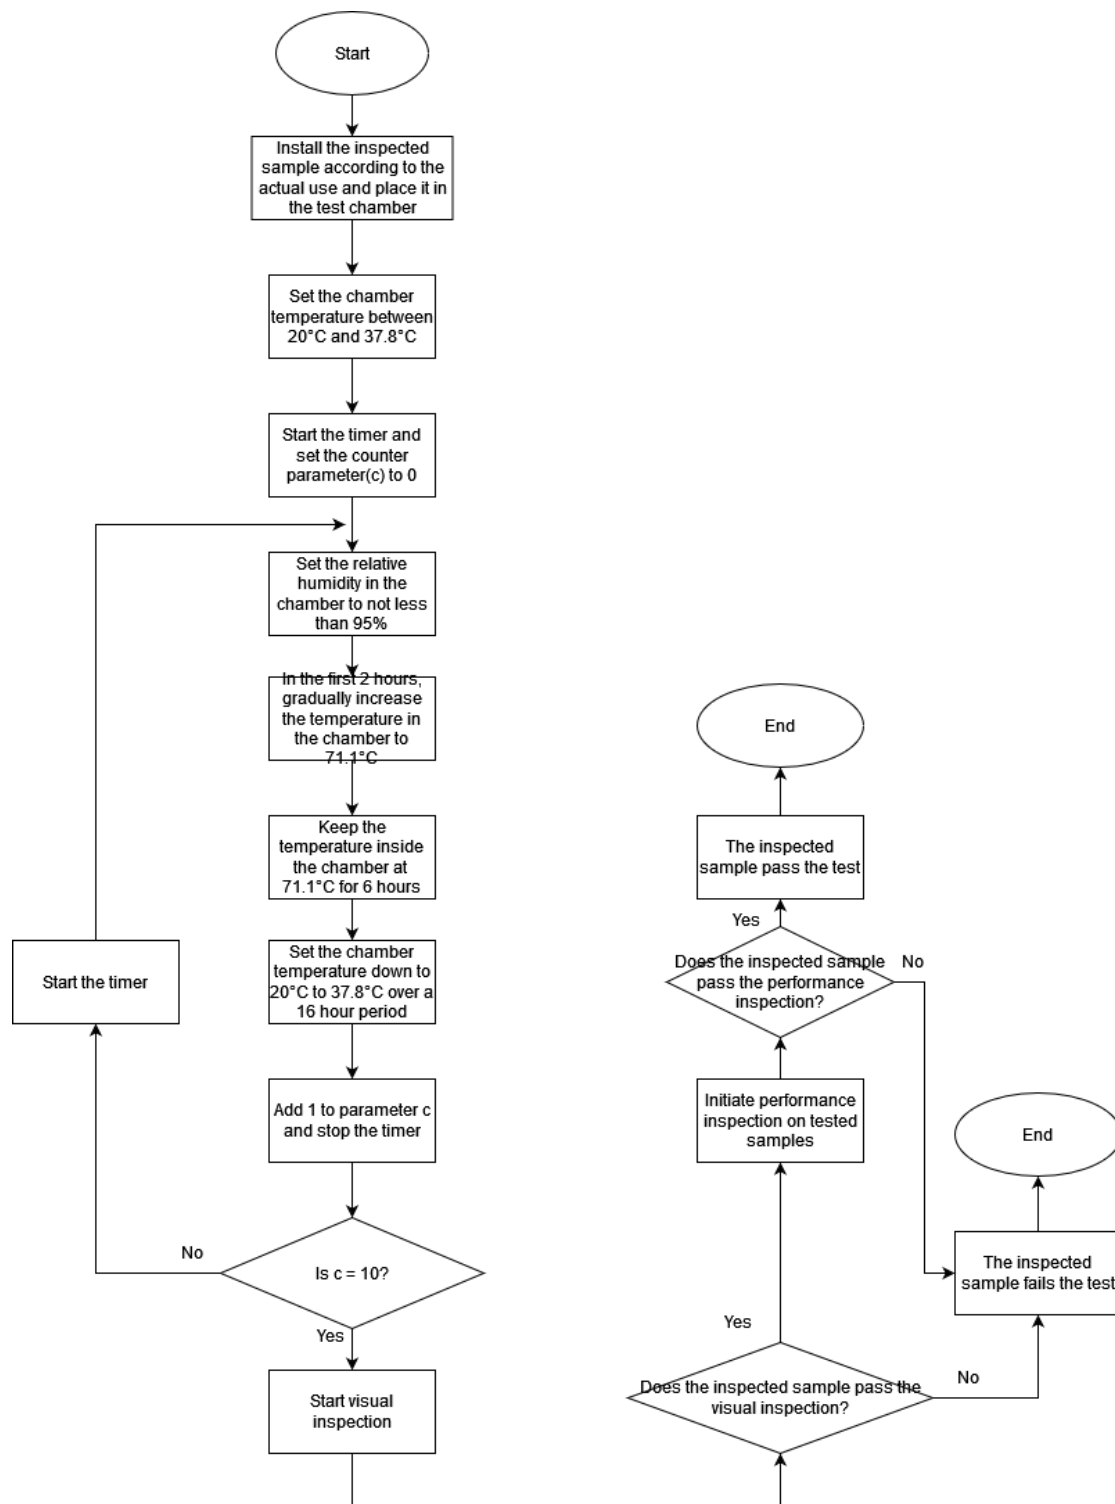 Start
Install the inspected
sample according to the
actual use and place it in
the test chamber
Set the chamber
temperature between
20°C and 37.8°C
Start the timer and
set the counter
parameter(c) to 0
Set the relative
humidity in the
chamber to not less
than 95%
In the first 2 hours,
gradually increase
the temperature in
the chamber to
71.1°C
Keep the
temperature inside
the chamber at
71.1°C for 6 hours
Set the chamber
temperature down to
20°C to 37.8°C over a
16 hour period
Start the timer
Add 1 to parameter c
and stop the timer
No
Is c = 10?
Yes
Start visual
inspection
End
The inspected
sample pass the test
Yes
Does the inspected sample
pass the performance
inspection?
No
Initiate performance
inspection on tested
samples
End
The inspected
sample fails the test
Yes
Does the inspected sample pass the
visual inspection?
No